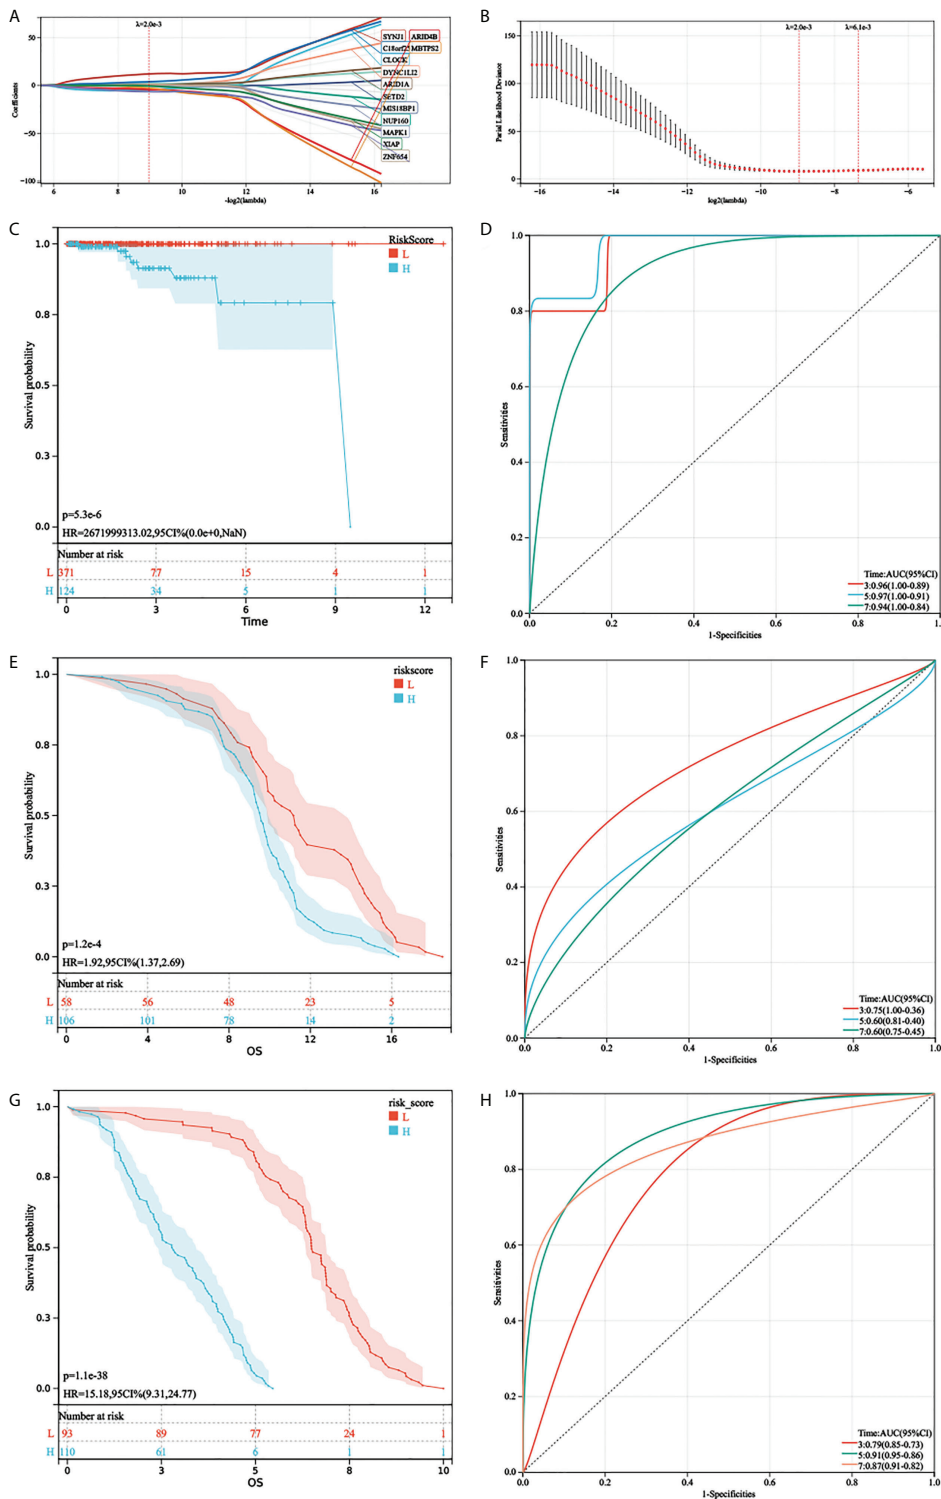 A
λ=2.0e-3
50
0
−50
−100
Coefficients
6
8
10
12
14
16
-log2(lambda)
SYNJ1
ARID4B
C18orf25
MBTPS2
CLOCK
DYNC1LI2
ARID1A
SETD2
MIS18BP1
NUP160
MAPK1
XIAP
ZNF654
B
λ=2.0e-3
λ=6.1e-3
150
100
50
0
Parial Likelihood Deviance
-16
-14
-12
-10
-8
-6
log2(lambda)
C
RiskScore
L
H
1.0
0.8
0.5
0.3
0.0
Survival probability
p=5.3e-6
HR=2671999313.02,95CI%(0.0e+0,NaN)
Number at risk
L 371 77 15 4 1
H 124 34 5 1 1
0 3 6 9 12
Time
D
1.0
0.8
0.6
0.4
0.2
0.0
Sensitivities
Time:AUC(95%CI)
3:0.96(1.00-0.89)
5:0.97(1.00-0.91)
7:0.94(1.00-0.84)
0.0 0.2 0.4 0.6 0.8 1.
1-Specificities
E
riskscore
L
H
1.0
0.8
0.5
0.3
0.0
Survival probability
p=1.2e-4
HR=1.92,95CI%(1.37,2.69)
Number at risk
L 58 56 48 23 5
H 106 101 78 14 2
0 4 8 12 16
OS
F
1.0
0.8
0.6
0.4
0.2
0.0
Sensitivities
Time:AUC(95%CI)
3:0.75(1.00-0.36)
5:0.60(0.81-0.40)
7:0.60(0.75-0.45)
0.0 0.2 0.4 0.6 0.8 1.0
1-Specificities
G
risk_score
L
H
1.0
0.8
0.5
0.3
0.0
Survival probability
p=1.1e-38
HR=15.18,95CI%(9.31,24.77)
Number at risk
L 93 89 77 24 1
H 110 61 6 1 1
0 3 5 8 10
OS
H
1.0
0.8
0.6
0.4
0.2
0.0
Sensitivities
Time:AUC(95%CI)
3:0.79(0.85-0.73)
5:0.91(0.95-0.86)
7:0.87(0.91-0.82)
0.0 0.2 0.4 0.6 0.8 1.0
1-Specificities